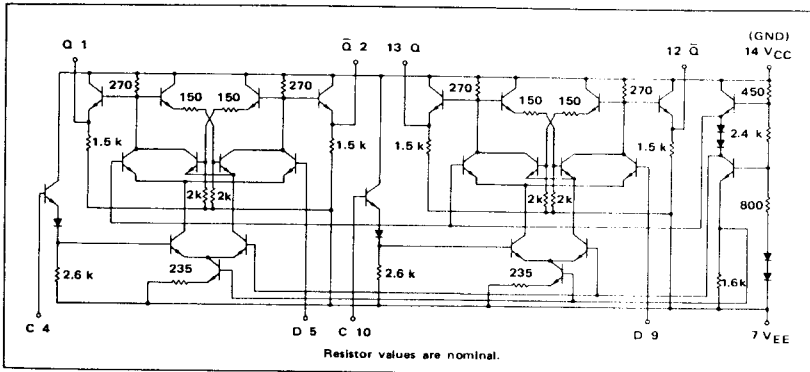 (GND)
Q 1
Q̄ 2
13 Q
12 Q̄
14 VCC
270
270
270
270
450
150 150
150 150
1.5 k
1.5 k
1.5 k
1.5 k
2.4 k
2k 2k
2k 2k
800
235
235
2.6 k
2.6 k
1.6k
C 4
D 5
C 10
D 9
7 VEE
Resistor values are nominal.